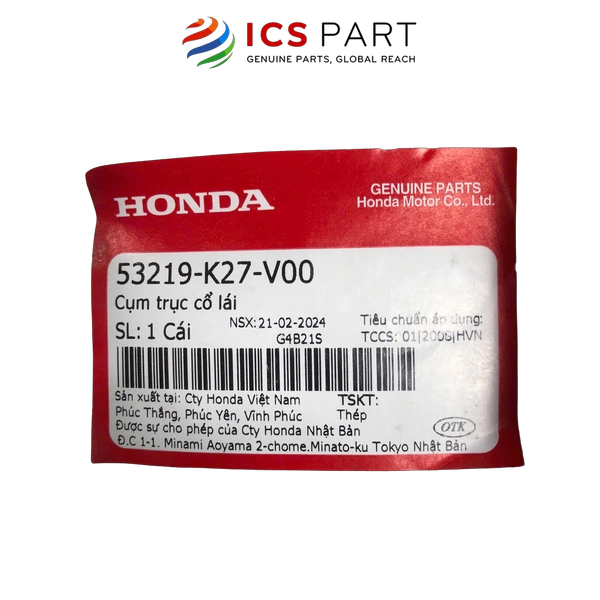 ICS PART
GENUINE PARTS, GLOBAL REACH
HONDA
GENUINE PARTS
Honda Motor Co., Ltd.
53219-K27-V00
Cụm trục cổ lái
SL: 1 Cái
NSX: 21-02-2024
G4B21S
Tiêu chuẩn áp dụng:
TCCS: 01|2008|HVN
Sản xuất tại: Cty Honda Việt Nam
TSKT:
Phúc Thắng, Phúc Yên, Vĩnh Phúc
Thép
Được sự cho phép của Cty Honda Nhật Bản
Đ.C 1-1. Minami Aoyama 2-chome.Minato-ku Tokyo Nhật Bản
OTK